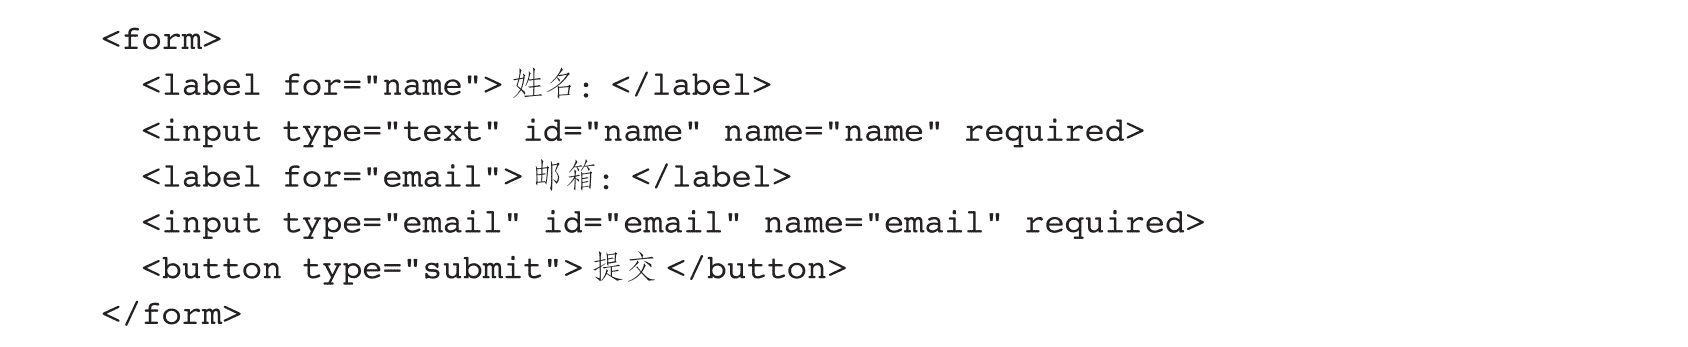 <form>
  <label for="name">姓名：</label>
  <input type="text" id="name" name="name" required>
  <label for="email">邮箱：</label>
  <input type="email" id="email" name="email" required>
  <button type="submit">提交</button>
</form>